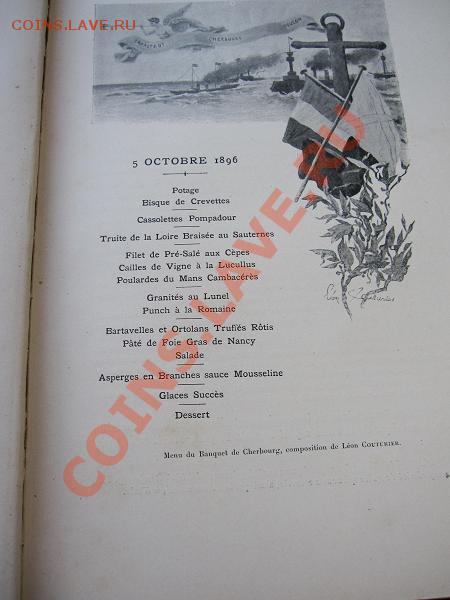 COINS.LAVE.RU
CHERBOURG
5 OCTOBRE 1896
Potage
Bisque de Crevettes
Cassolettes Pompadour
Truite de la Loire Braisée au Sauternes
Filet de Pré-Salé aux Cèpes
Cailles de Vigne à la Lucullus
Poulardes du Mans Cambacérès
Granités au Lunel
Punch à la Romaine
Bartavelles et Ortolans Truffés Rôtis
Pâté de Foie Gras de Nancy
Salade
Asperges en Branches sauce Mousseline
Glaces Succès
Dessert
Menu du Banquet de Cherbourg, composition de Léon COUTURIER.
COINS.LAVE.RU